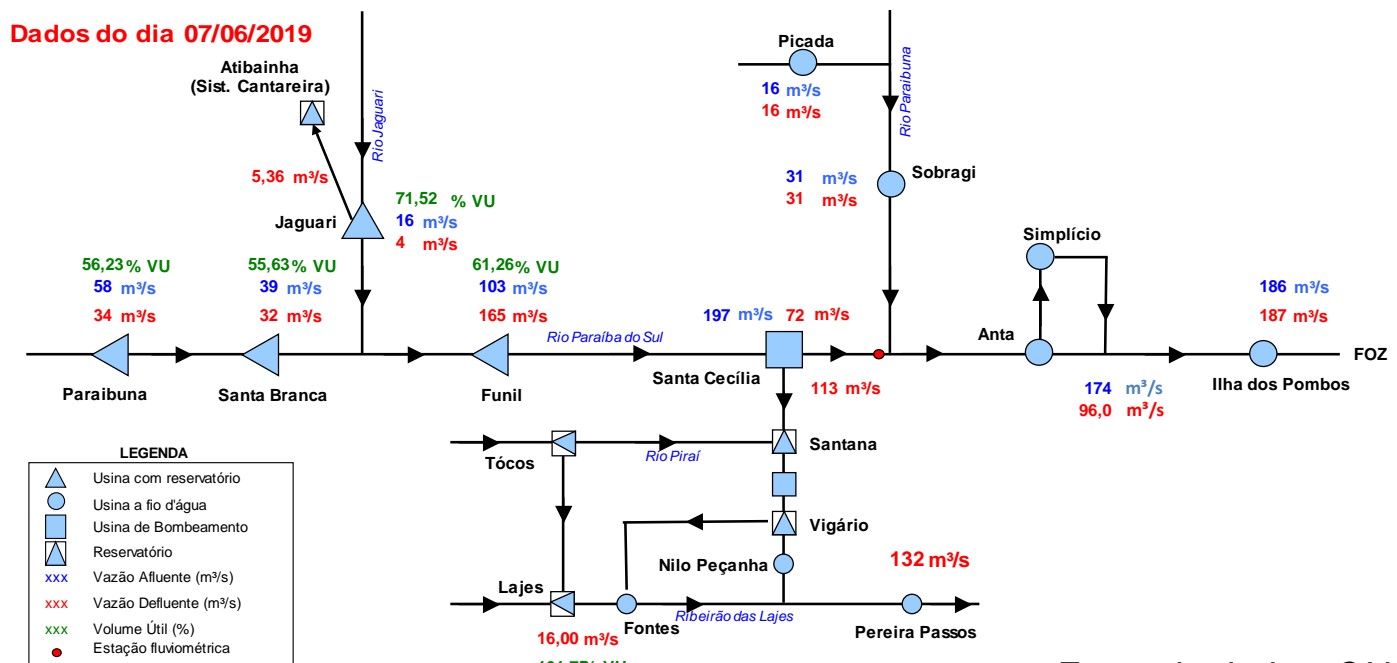 Dados do dia 07/06/2019
Atibainha
(Sist. Cantareira)
5,36 m³/s
Rio Jaguari
71,52 % VU
16 m³/s
4 m³/s
Jaguari
Picada
16 m³/s
16 m³/s
Rio Paraibuna
31 m³/s
31 m³/s
Sobragi
Simplício
56,23% VU
58 m³/s
34 m³/s
Paraibuna
55,63% VU
39 m³/s
32 m³/s
Santa Branca
61,26% VU
103 m³/s
165 m³/s
Funil
Rio Paraíba do Sul
197 m³/s 72 m³/s
Santa Cecília
113 m³/s
Anta
174 m³/s
96,0 m³/s
186 m³/s
187 m³/s
Ilha dos Pombos
FOZ
Tócos
Rio Piraí
Santana
Vigário
Nilo Peçanha
132 m³/s
Lajes
16,00 m³/s
Fontes
Ribeirão das Lajes
Pereira Passos
LEGENDA
Usina com reservatório
Usina a fio d'água
Usina de Bombeamento
Reservatório
xxx Vazão Afluente (m³/s)
xxx Vazão Defluente (m³/s)
xxx Volume Útil (%)
Estação fluviométrica